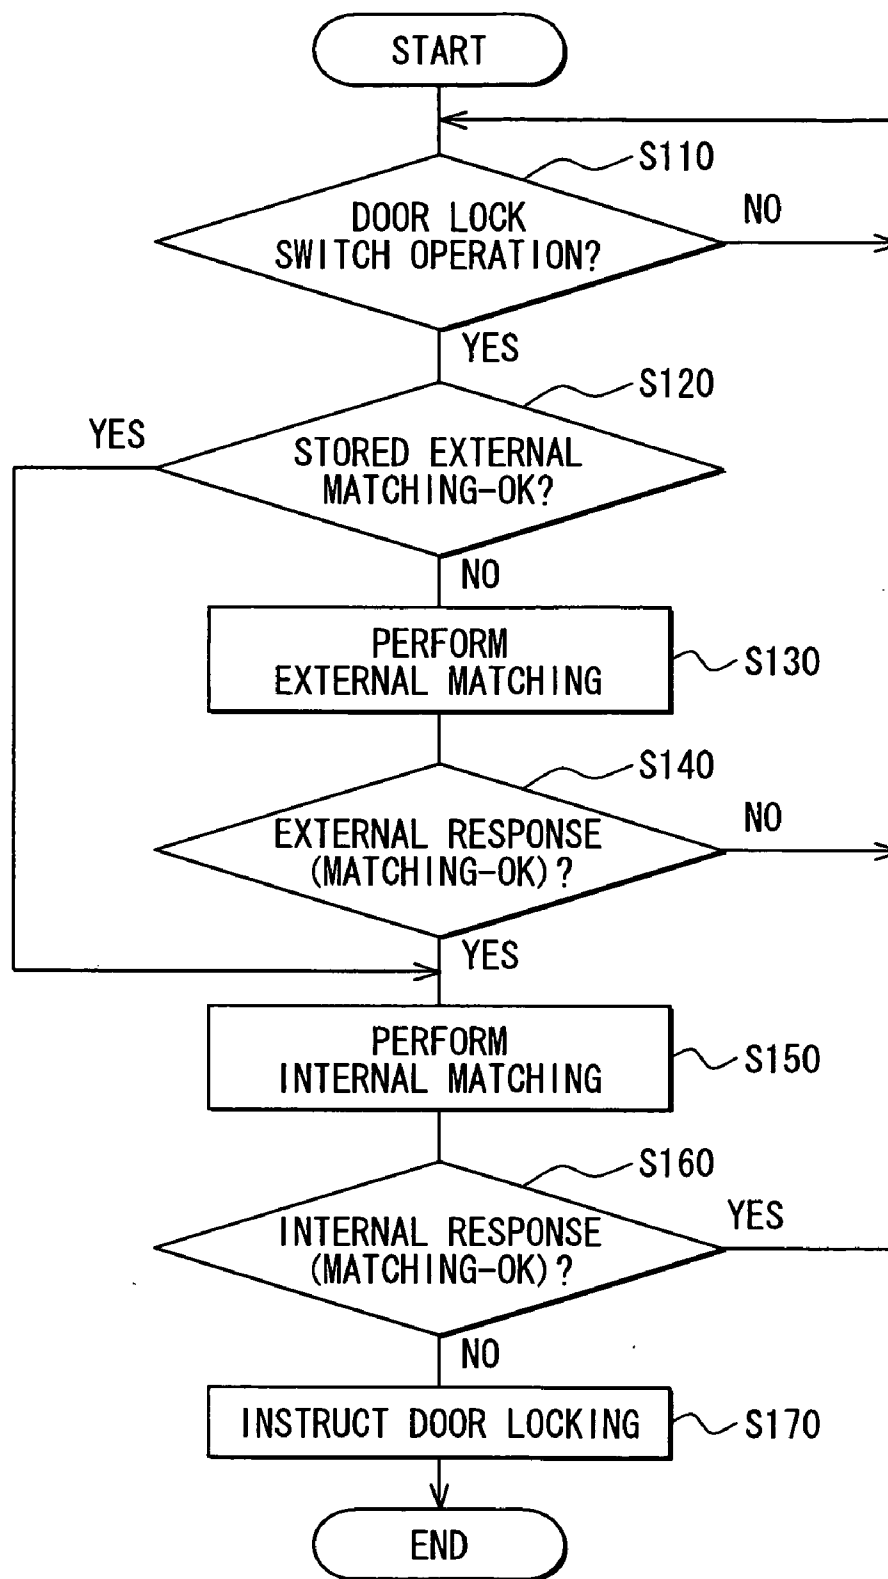 START
S110
DOOR LOCK
SWITCH OPERATION?
NO
YES
S120
YES
STORED EXTERNAL
MATCHING-OK?
NO
PERFORM
EXTERNAL MATCHING
S130
S140
EXTERNAL RESPONSE
(MATCHING-OK)?
NO
YES
PERFORM
INTERNAL MATCHING
S150
S160
INTERNAL RESPONSE
(MATCHING-OK)?
YES
NO
INSTRUCT DOOR LOCKING
S170
END